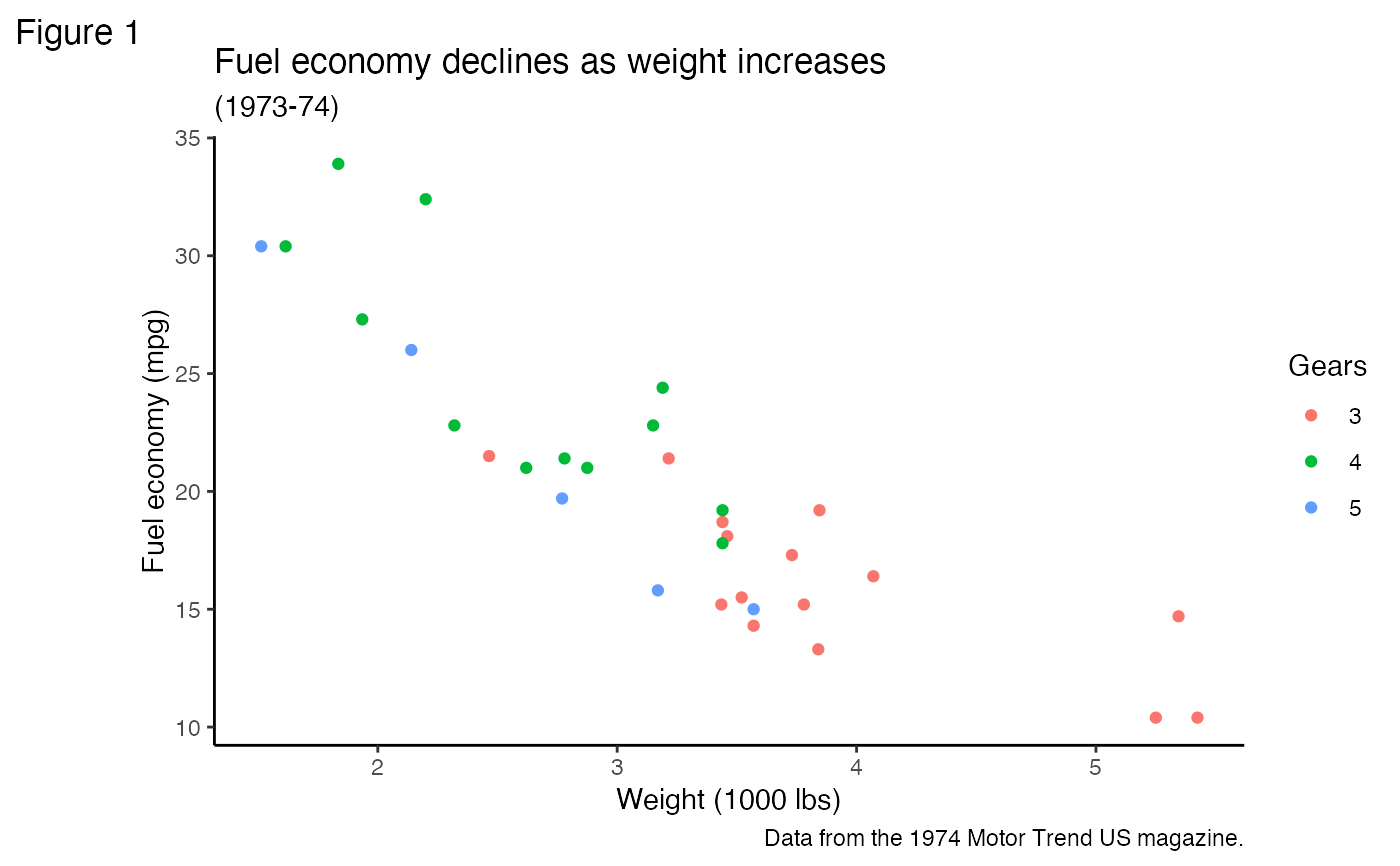 Figure 1
Fuel economy declines as weight increases
(1973-74)
35
30
25
20
15
10
Fuel economy (mpg)
2 3 4 5
Weight (1000 lbs)
Gears
3
4
5
Data from the 1974 Motor Trend US magazine.